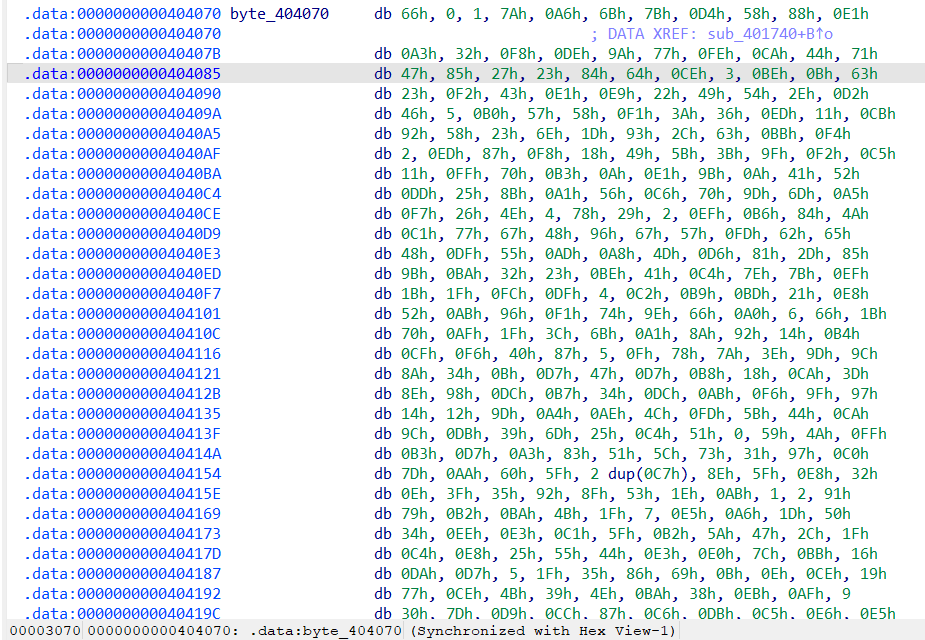 .data:0000000000404070 byte_404070 db 66h, 0, 1, 7Ah, 0A6h, 6Bh, 7Bh, 0D4h, 58h, 88h, 0E1h
.data:0000000000404070 ; DATA XREF: sub_401740+B↑o
.data:000000000040407B db 0A3h, 32h, 0F8h, 0DEh, 9Ah, 77h, 0FEh, 0CAh, 44h, 71h
.data:0000000000404085 db 47h, 85h, 27h, 23h, 84h, 64h, 0CEh, 3, 0BEh, 0Bh, 63h
.data:0000000000404090 db 23h, 0F2h, 43h, 0E1h, 0E9h, 22h, 49h, 54h, 2Eh, 0D2h
.data:000000000040409A db 46h, 5, 0B0h, 57h, 58h, 0F1h, 3Ah, 36h, 0EDh, 11h, 0CBh
.data:00000000004040A5 db 92h, 58h, 23h, 6Eh, 1Dh, 93h, 2Ch, 63h, 0BBh, 0F4h
.data:00000000004040AF db 2, 0EDh, 87h, 0F8h, 18h, 49h, 5Bh, 3Bh, 9Fh, 0F2h, 0C5h
.data:00000000004040BA db 11h, 0FFh, 70h, 0B3h, 0Ah, 0E1h, 9Bh, 0Ah, 41h, 52h
.data:00000000004040C4 db 0DDh, 25h, 8Bh, 0A1h, 56h, 0C6h, 70h, 9Dh, 6Dh, 0A5h
.data:00000000004040CE db 0F7h, 26h, 4Eh, 4, 78h, 29h, 2, 0EFh, 0B6h, 84h, 4Ah
.data:00000000004040D9 db 0C1h, 77h, 67h, 48h, 96h, 67h, 57h, 0FDh, 62h, 65h
.data:00000000004040E3 db 48h, 0DFh, 55h, 0ADh, 0A8h, 4Dh, 0D6h, 81h, 2Dh, 85h
.data:00000000004040ED db 9Bh, 0BAh, 32h, 23h, 0BEh, 41h, 0C4h, 7Eh, 7Bh, 0EFh
.data:00000000004040F7 db 1Bh, 1Fh, 0FCh, 0DFh, 4, 0C2h, 0B9h, 0BDh, 21h, 0E8h
.data:0000000000404101 db 52h, 0ABh, 96h, 0F1h, 74h, 9Eh, 66h, 0A0h, 6, 66h, 1Bh
.data:000000000040410C db 70h, 0AFh, 1Fh, 3Ch, 6Bh, 0A1h, 8Ah, 92h, 14h, 0B4h
.data:0000000000404116 db 0CFh, 0F6h, 40h, 87h, 5, 0Fh, 78h, 7Ah, 3Eh, 9Dh, 9Ch
.data:0000000000404121 db 8Ah, 34h, 0Bh, 0D7h, 47h, 0D7h, 0B8h, 18h, 0CAh, 3Dh
.data:000000000040412B db 8Eh, 98h, 0DCh, 0B7h, 34h, 0DCh, 0ABh, 0F6h, 9Fh, 97h
.data:0000000000404135 db 14h, 12h, 9Dh, 0A4h, 0AEh, 4Ch, 0FDh, 5Bh, 44h, 0CAh
.data:000000000040413F db 9Ch, 0DBh, 39h, 6Dh, 25h, 0C4h, 51h, 0, 59h, 4Ah, 0FFh
.data:000000000040414A db 0B3h, 0D7h, 0A3h, 83h, 51h, 5Ch, 73h, 31h, 97h, 0C0h
.data:0000000000404154 db 7Dh, 0AAh, 60h, 5Fh, 2 dup(0C7h), 8Eh, 5Fh, 0E8h, 32h
.data:000000000040415E db 0Eh, 3Fh, 35h, 92h, 8Fh, 53h, 1Eh, 0ABh, 1, 2, 91h
.data:0000000000404169 db 79h, 0B2h, 0BAh, 4Bh, 1Fh, 7, 0E5h, 0A6h, 1Dh, 50h
.data:0000000000404173 db 34h, 0EEh, 0E3h, 0C1h, 5Fh, 0B2h, 5Ah, 47h, 2Ch, 1Fh
.data:000000000040417D db 0C4h, 0E8h, 25h, 55h, 44h, 0E3h, 0E0h, 7Ch, 0BBh, 16h
.data:0000000000404187 db 0DAh, 0D7h, 5, 1Fh, 35h, 86h, 69h, 0Bh, 0Eh, 0CEh, 19h
.data:0000000000404192 db 77h, 0CEh, 4Bh, 39h, 4Eh, 0BAh, 38h, 0EBh, 0AFh, 9
.data:000000000040419C db 30h, 7Dh, 0D9h, 0CCh, 87h, 0C6h, 0DBh, 0C5h, 0E6h, 0E5h
00003070 0000000000404070: .data:byte_404070 (Synchronized with Hex View-1)